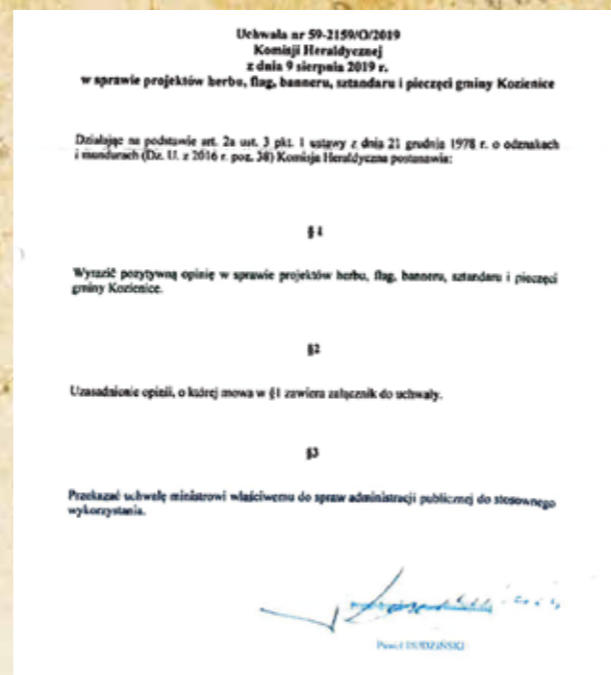 Uchwała nr 59-2159/O/2019
Komisji Heraldycznej
z dnia 9 sierpnia 2019 r.
w sprawie projektów herbu, flag, banneru, sztandaru i pieczęci gminy Kozienice
Działając na podstawie art. 2a ust. 3 pkt. 1 ustawy z dnia 21 grudnia 1978 r. o odznakach
i mundurach (Dz. U. z 2016 r. poz. 38) Komisja Heraldyczna postanawia:
§1
Wyrazić pozytywną opinię w sprawie projektów herbu, flag, banneru, sztandaru i pieczęci
gminy Kozienice.
§2
Uzasadnienie opinii, o której mowa w §1 zawiera załącznik do uchwały.
§3
Przekazać uchwałę ministrowi właściwemu do spraw administracji publicznej do stosownego
wykorzystania.
Paweł DUDZIŃSKI